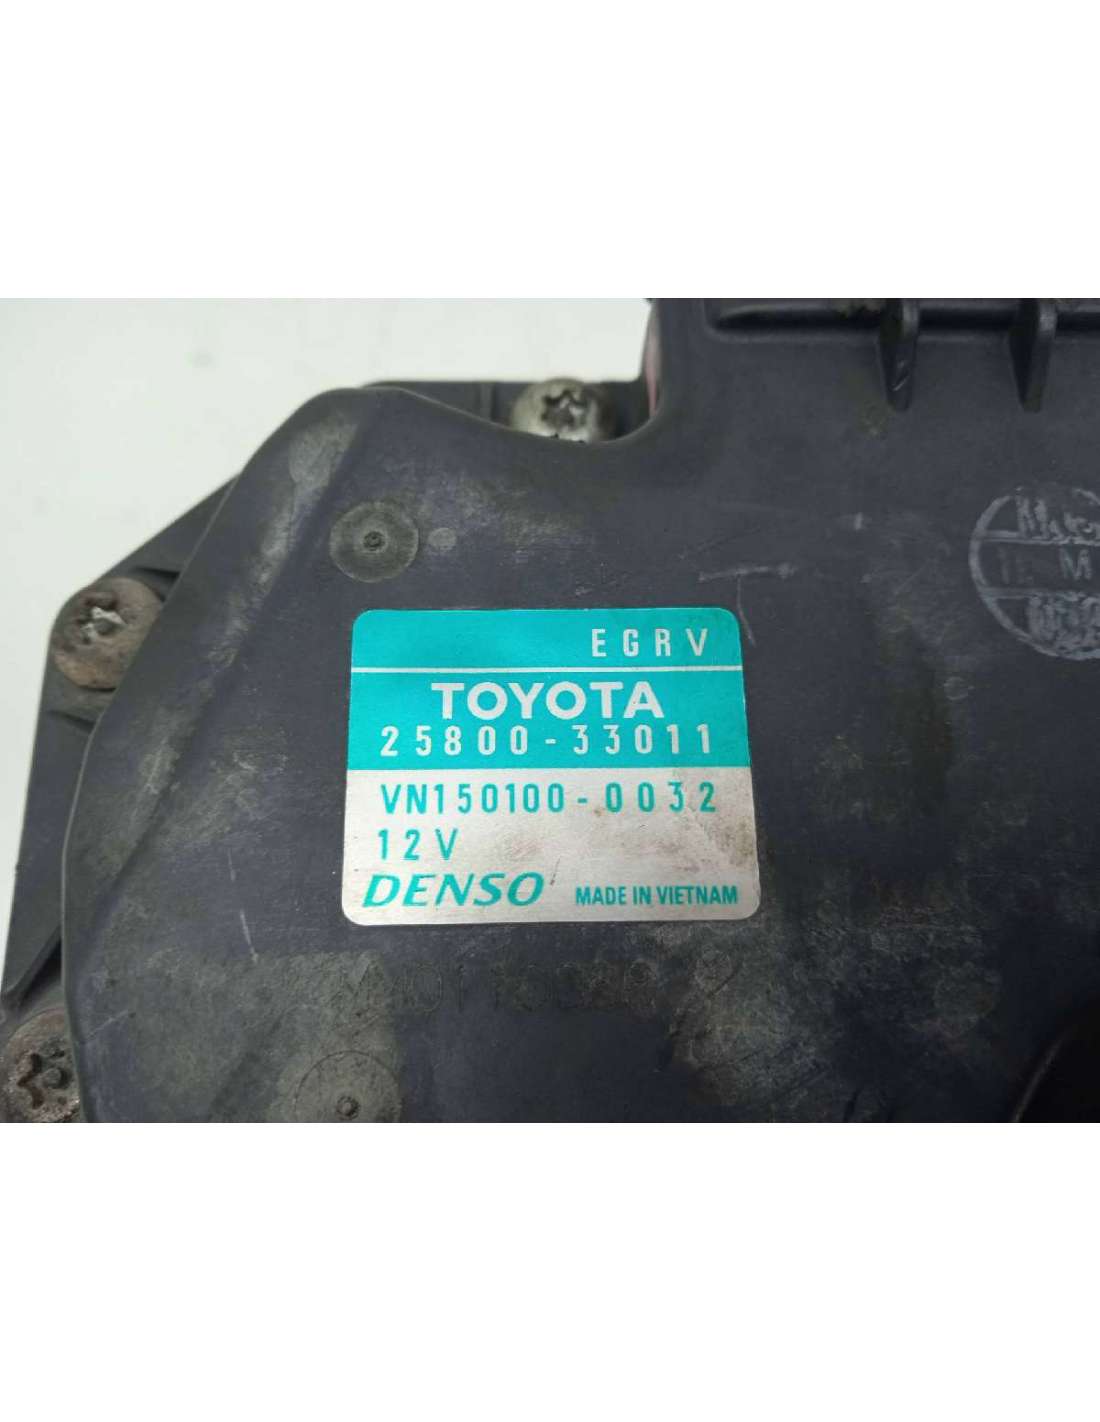 EGRV
TOYOTA
25800-33011
VN150100-0032
12V
DENSO MADE IN VIETNAM